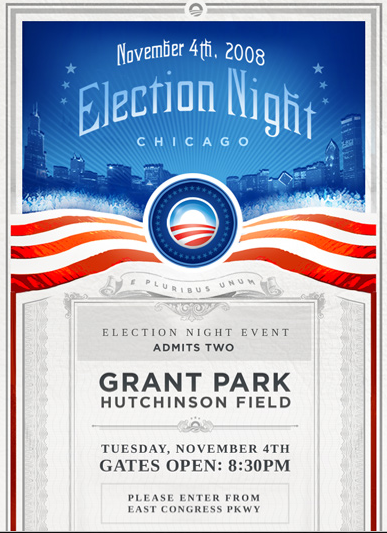 November 4th, 2008
Election Night
CHICAGO
E PLURIBUS UNUM
ELECTION NIGHT EVENT
ADMITS TWO
GRANT PARK
HUTCHINSON FIELD
TUESDAY, NOVEMBER 4TH
GATES OPEN: 8:30PM
PLEASE ENTER FROM
EAST CONGRESS PKWY